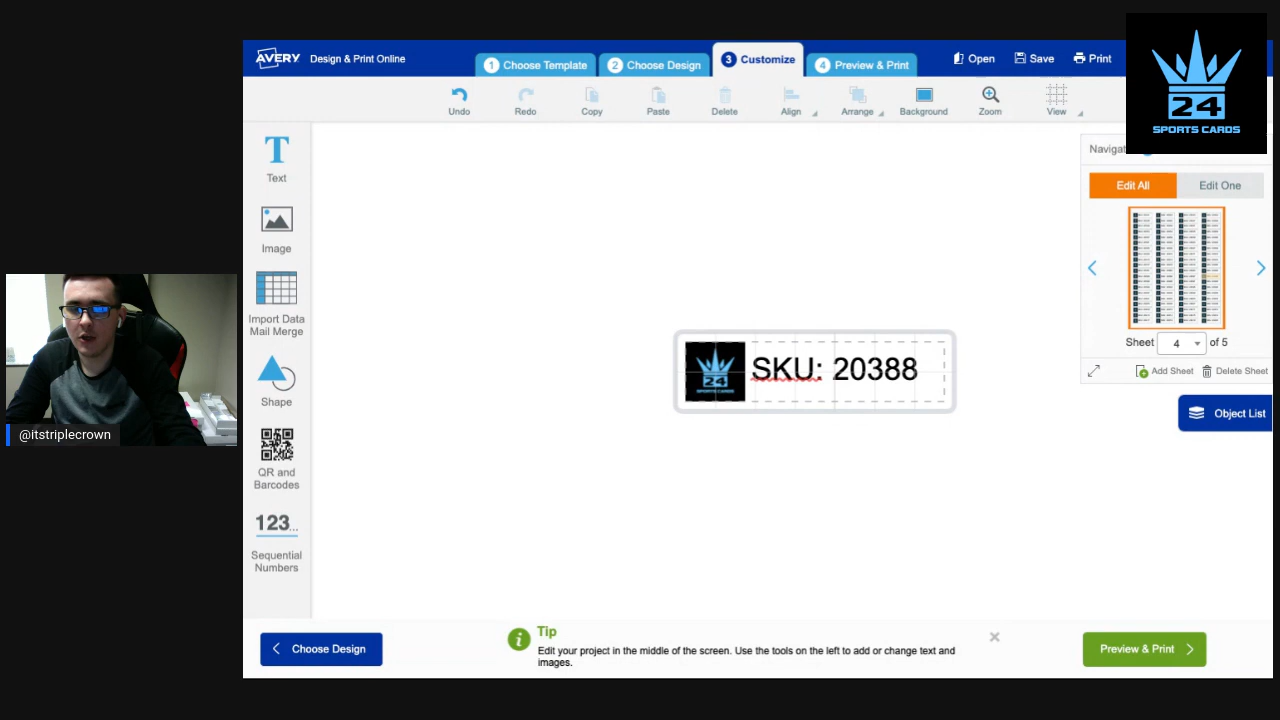 AVERY
Design & Print Online
1 Choose Template
2 Choose Design
3 Customize
4 Preview & Print
Open
Save
Print
24
SPORTS CARDS
Undo
Redo
Copy
Paste
Delete
Align
Arrange
Background
Zoom
View
T
Text
Image
Import Data
Mail Merge
Shape
QR and
Barcodes
123...
Sequential
Numbers
Edit All
Edit One
Sheet 4 of 5
Add Sheet
Delete Sheet
Object List
24
SPORTS CARDS
SKU: 20388
@itstriplecrown
Choose Design
Tip
Edit your project in the middle of the screen. Use the tools on the left to add or change text and
images.
Preview & Print